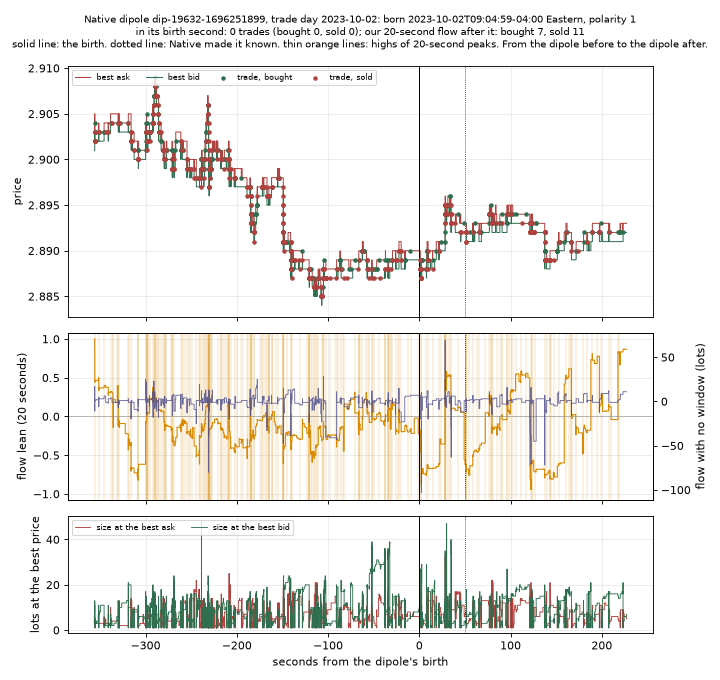 Native dipole dip-19632-1696251899, trade day 2023-10-02: born 2023-10-02T09:04:59-04:00 Eastern, polarity 1
in its birth second: 0 trades (bought 0, sold 0); our 20-second flow after it: bought 7, sold 11
solid line: the birth. dotted line: Native made it known. thin orange lines: highs of 20-second peaks. From the dipole before to the dipole after.
best ask
best bid
trade, bought
trade, sold
2.910
2.905
2.900
2.895
2.890
2.885
price
1.0
0.5
0.0
−0.5
−1.0
flow lean (20 seconds)
50
0
−50
−100
flow with no window (lots)
size at the best ask
size at the best bid
40
20
0
lots at the best price
−300
−200
−100
0
100
200
seconds from the dipole's birth